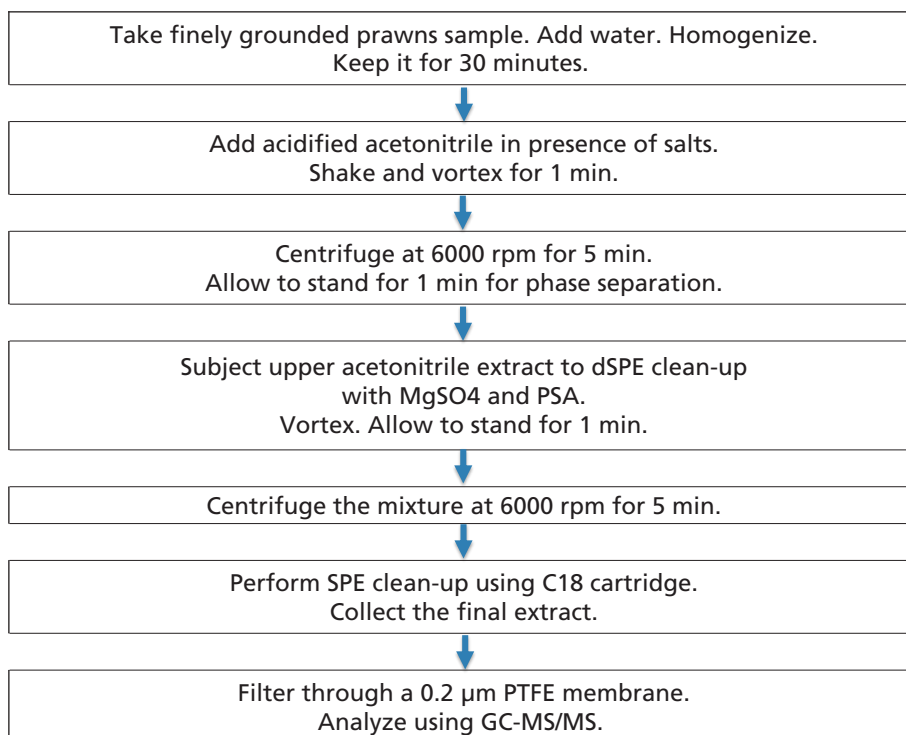 Take finely grounded prawns sample. Add water. Homogenize.
Keep it for 30 minutes.
Add acidified acetonitrile in presence of salts.
Shake and vortex for 1 min.
Centrifuge at 6000 rpm for 5 min.
Allow to stand for 1 min for phase separation.
Subject upper acetonitrile extract to dSPE clean-up
with MgSO4 and PSA.
Vortex. Allow to stand for 1 min.
Centrifuge the mixture at 6000 rpm for 5 min.
Perform SPE clean-up using C18 cartridge.
Collect the final extract.
Filter through a 0.2 µm PTFE membrane.
Analyze using GC-MS/MS.